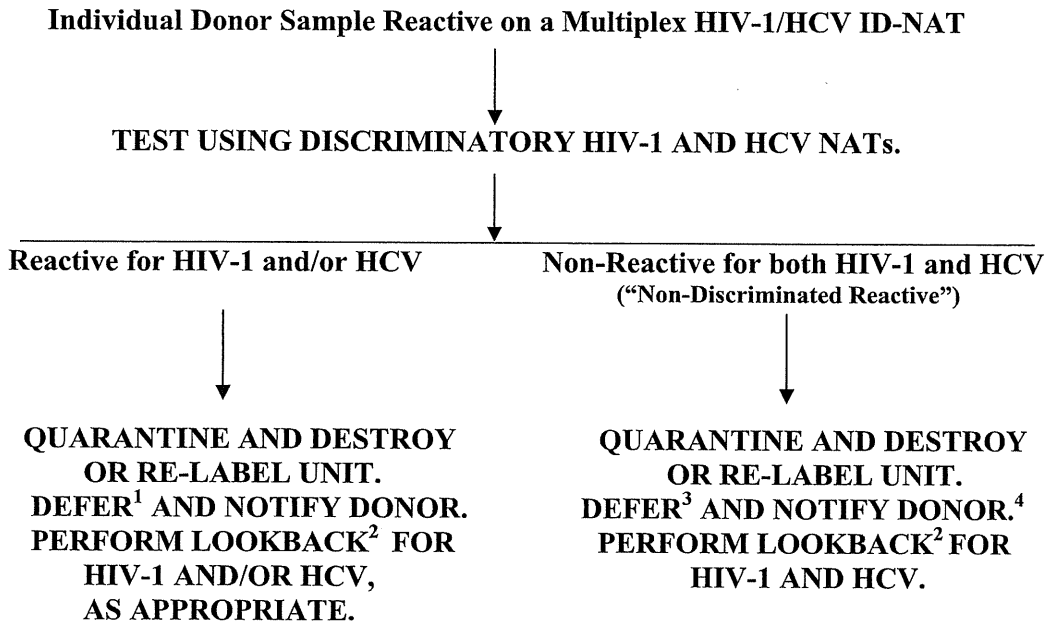 Individual Donor Sample Reactive on a Multiplex HIV-1/HCV ID-NAT
TEST USING DISCRIMINATORY HIV-1 AND HCV NATs.
Reactive for HIV-1 and/or HCV
Non-Reactive for both HIV-1 and HCV
(“Non-Discriminated Reactive”)
QUARANTINE AND DESTROY
OR RE-LABEL UNIT.
DEFER¹ AND NOTIFY DONOR.
PERFORM LOOKBACK² FOR
HIV-1 AND/OR HCV,
AS APPROPRIATE.
QUARANTINE AND DESTROY
OR RE-LABEL UNIT.
DEFER³ AND NOTIFY DONOR.⁴
PERFORM LOOKBACK² FOR
HIV-1 AND HCV.